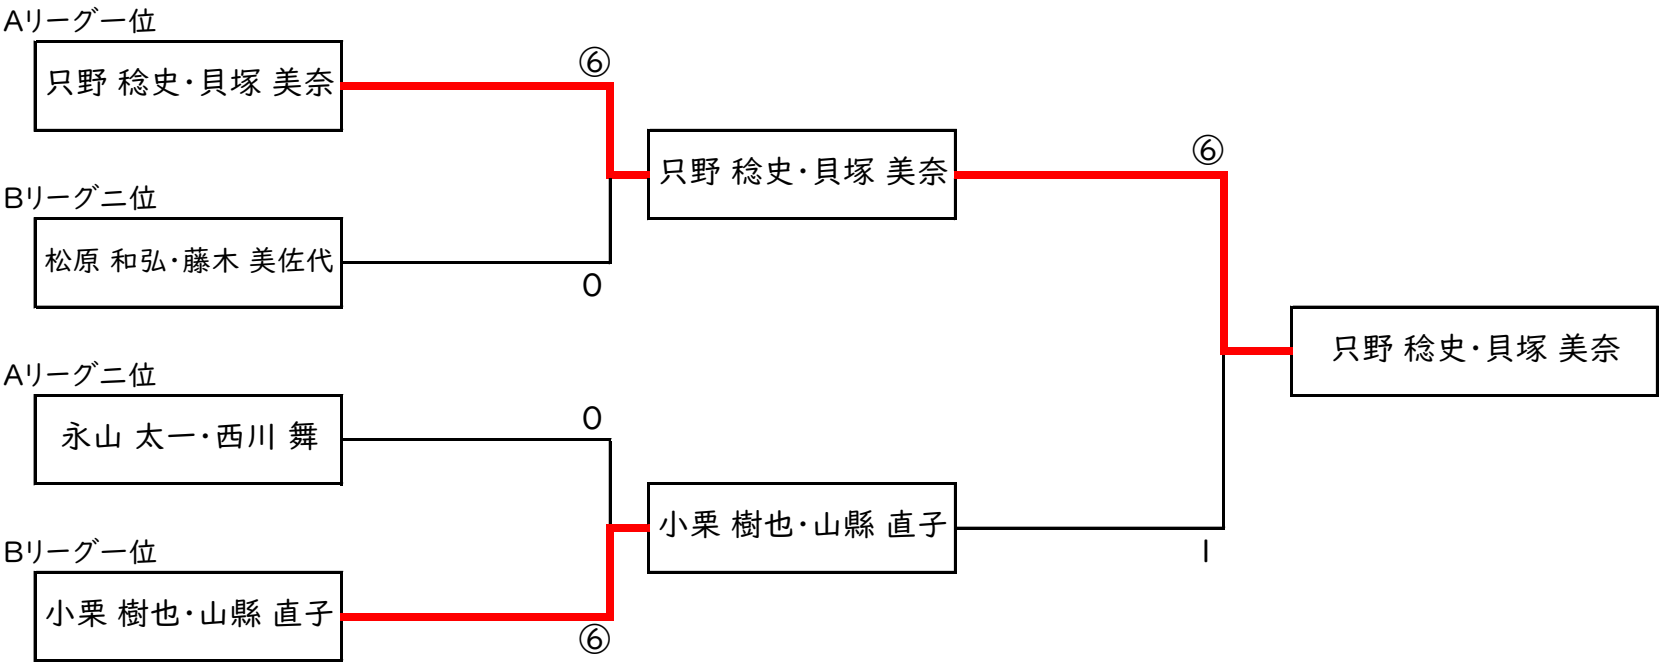 Aリーグ一位
⑥
只野 稔史・貝塚 美奈
只野 稔史・貝塚 美奈
⑥
Bリーグ二位
松原 和弘・藤木 美佐代
0
只野 稔史・貝塚 美奈
Aリーグ二位
0
永山 太一・西川 舞
小栗 樹也・山縣 直子
1
Bリーグ一位
小栗 樹也・山縣 直子
⑥